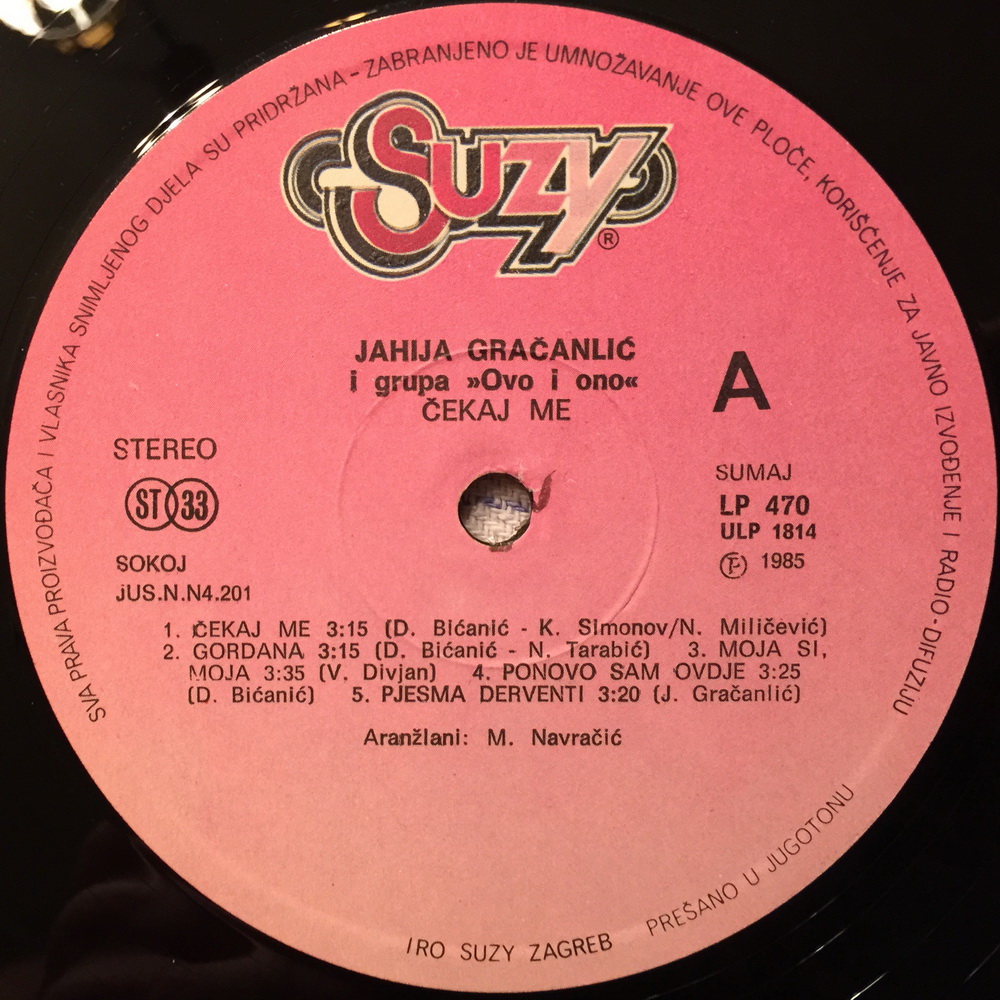 SVA PRAVA PROIZVOĐAČA I VLASNIKA SNIMLJENOG DJELA SU PRIDRŽANA - ZABRANJENO JE UMNOŽAVANJE OVE PLOČE, KORIŠĆENJE ZA JAVNO IZVOĐENJE I RADIO-DIFUZIJU
SUZY
®
JAHIJA GRAČANLIĆ
i grupa »Ovo i ono«
ČEKAJ ME
A
STEREO
ST 33
SOKOJ
JUS.N.N4.201
SUMAJ
LP 470
ULP 1814
℗ 1985
1. ČEKAJ ME 3:15 (D. Bićanić - K. Simonov/N. Miličević)
2. GORDANA 3:15 (D. Bićanić - N. Tarabić) 3. MOJA SI,
MOJA 3:35 (V. Divjan) 4. PONOVO SAM OVDJE 3:25
(D. Bićanić) 5. PJESMA DERVENTI 3:20 (J. Gračanlić)
Aranžlani: M. Navračić
IRO SUZY ZAGREB
PREŠANO U JUGOTONU